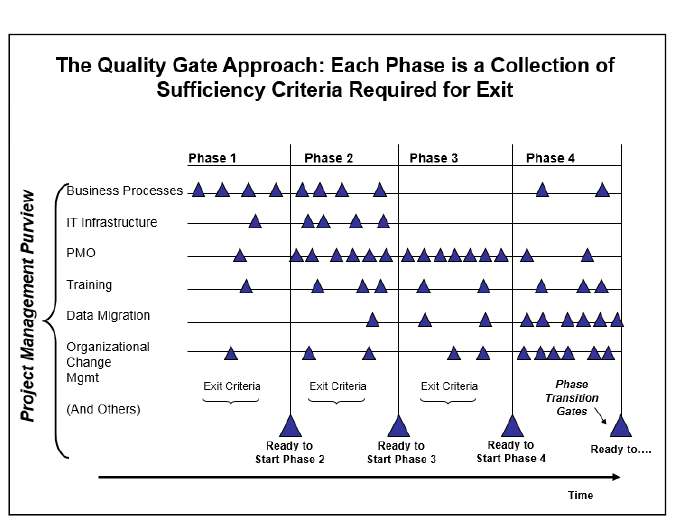 The Quality Gate Approach: Each Phase is a Collection of
Sufficiency Criteria Required for Exit
Phase 1
Phase 2
Phase 3
Phase 4
Project Management Purview
Business Processes
IT Infrastructure
PMO
Training
Data Migration
Organizational
Change
Mgmt
(And Others)
Exit Criteria
Exit Criteria
Exit Criteria
Phase
Transition
Gates
Ready to
Start Phase 2
Ready to
Start Phase 3
Ready to
Start Phase 4
Ready to....
Time